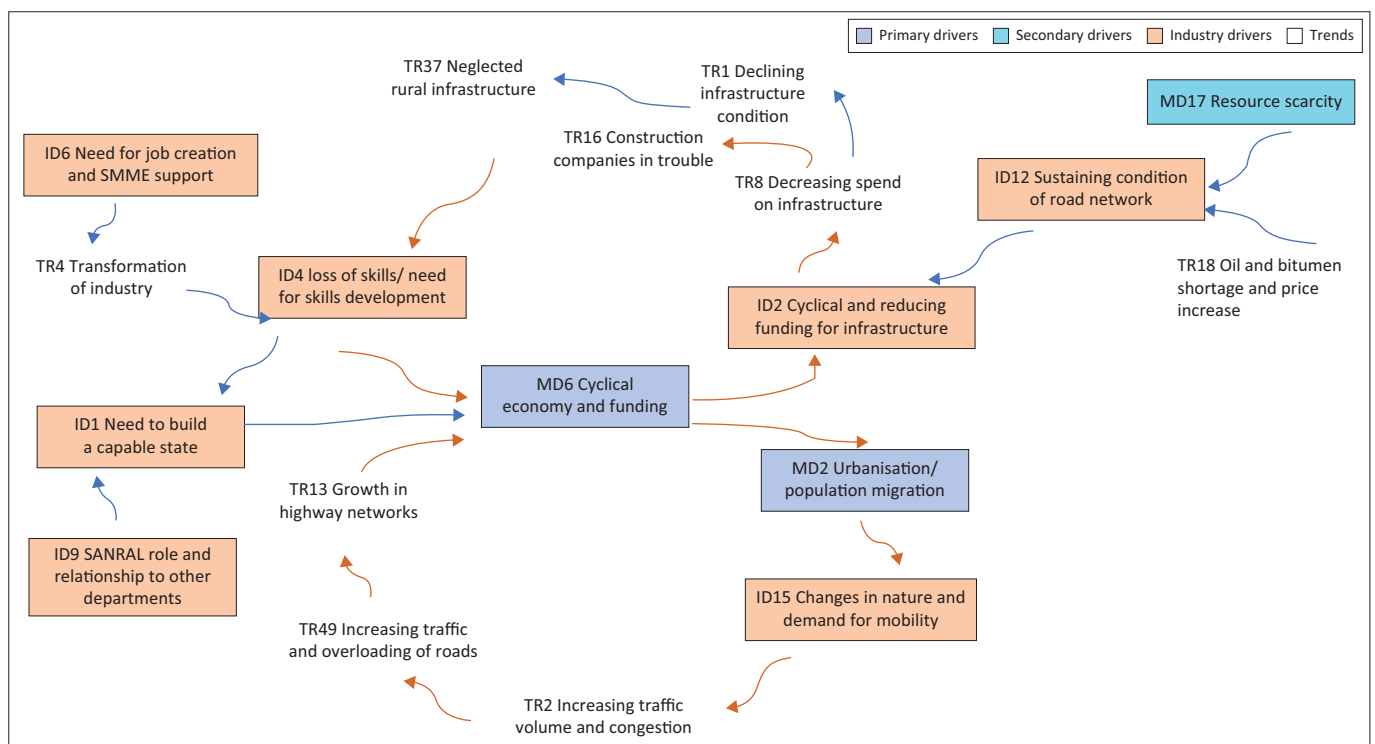 Primary drivers
Secondary drivers
Industry drivers
Trends
TR37 Neglected
rural infrastructure
TR1 Declining
infrastructure
condition
MD17 Resource scarcity
TR16 Construction
companies in trouble
ID6 Need for job creation
and SMME support
TR8 Decreasing spend
on infrastructure
ID12 Sustaining condition
of road network
TR4 Transformation
of industry
ID4 loss of skills/ need
for skills development
TR18 Oil and bitumen
shortage and price
increase
ID2 Cyclical and reducing
funding for infrastructure
MD6 Cyclical
economy and funding
ID1 Need to build
a capable state
MD2 Urbanisation/
population migration
TR13 Growth in
highway networks
ID9 SANRAL role and
relationship to other
departments
ID15 Changes in nature and
demand for mobility
TR49 Increasing traffic
and overloading of roads
TR2 Increasing traffic
volume and congestion